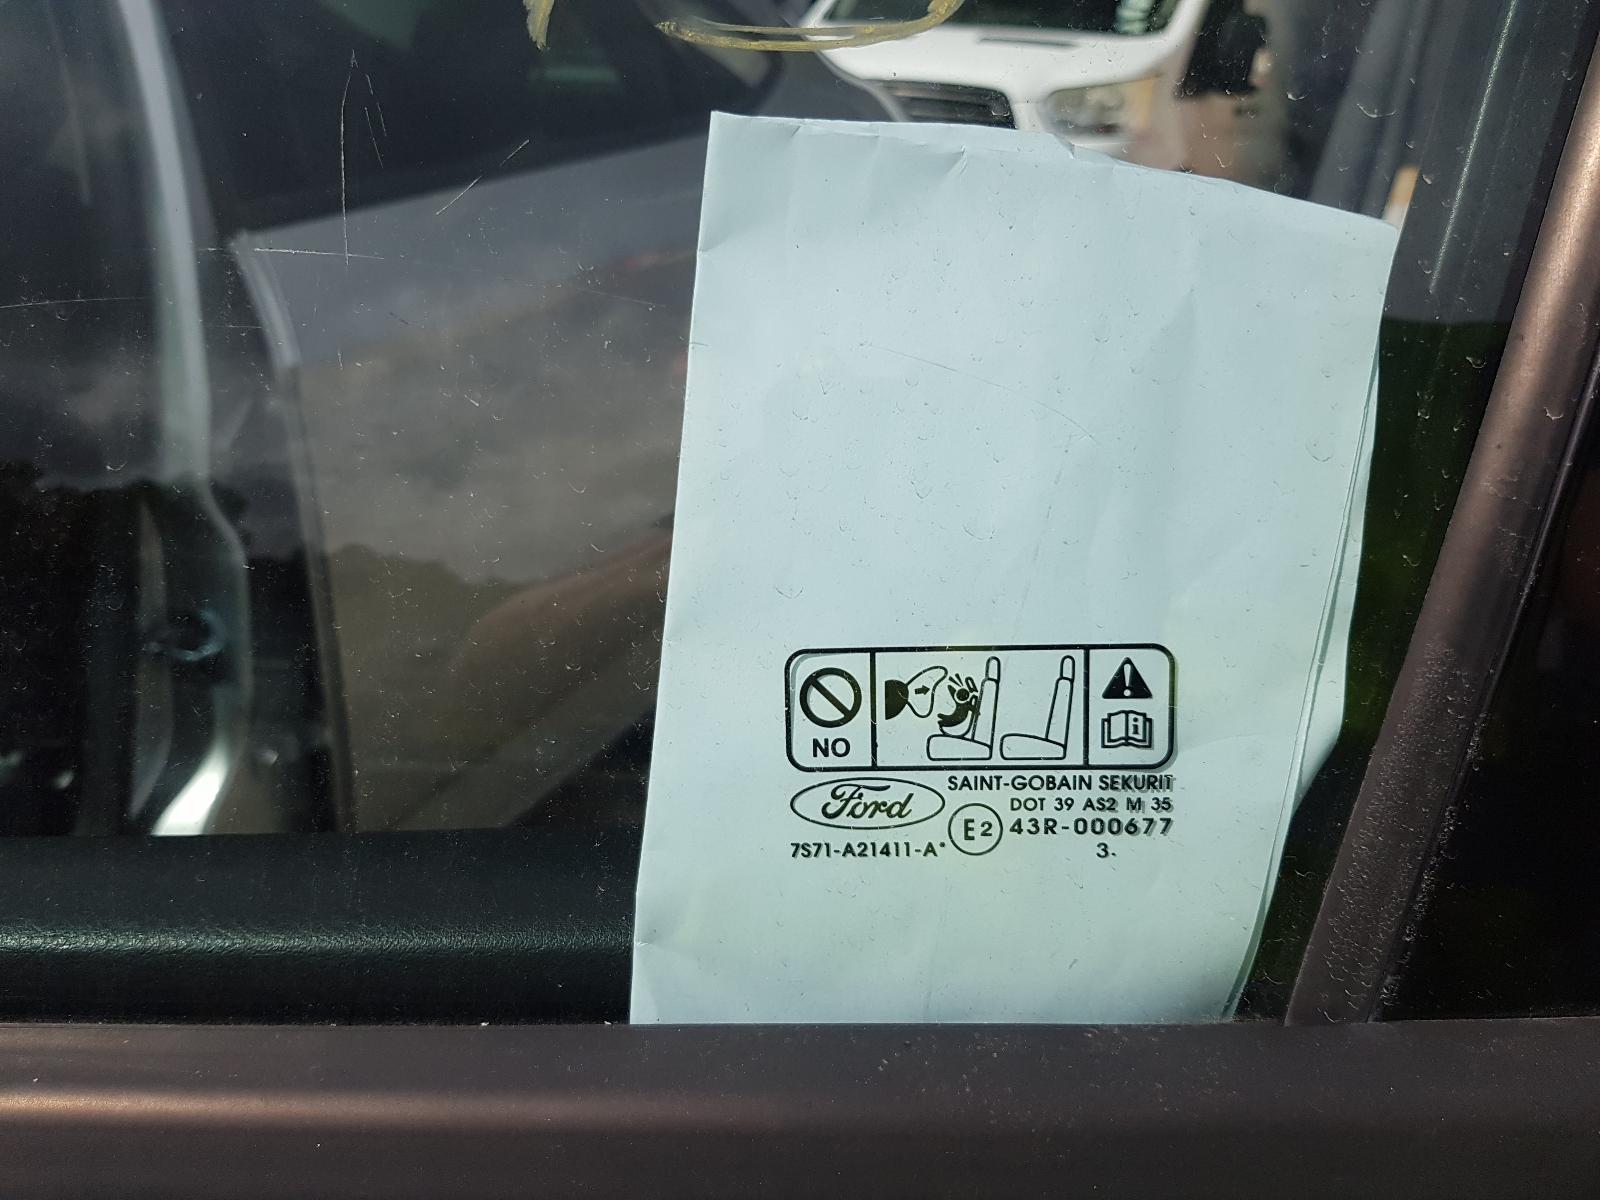 NO
SAINT-GOBAIN SEKURIT
Ford
DOT 39 AS2 M 35
E2 43R-000677
7S71-A21411-A*
3.